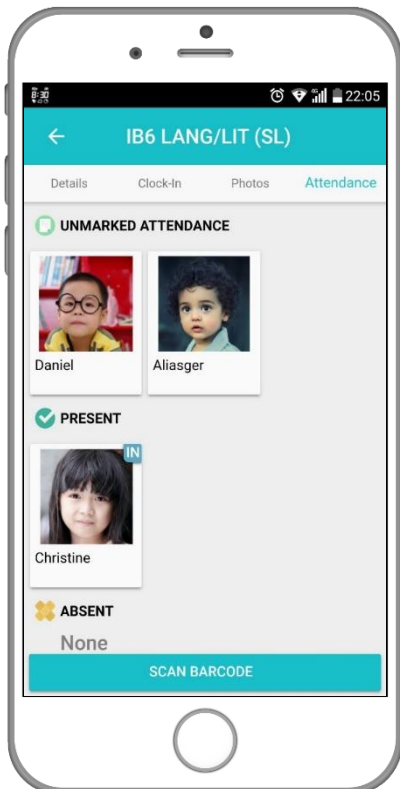 22:05
IB6 LANG/LIT (SL)
Details Clock-In Photos Attendance
UNMARKED ATTENDANCE
Daniel Aliasger
PRESENT
IN
Christine
ABSENT
None
SCAN BARCODE